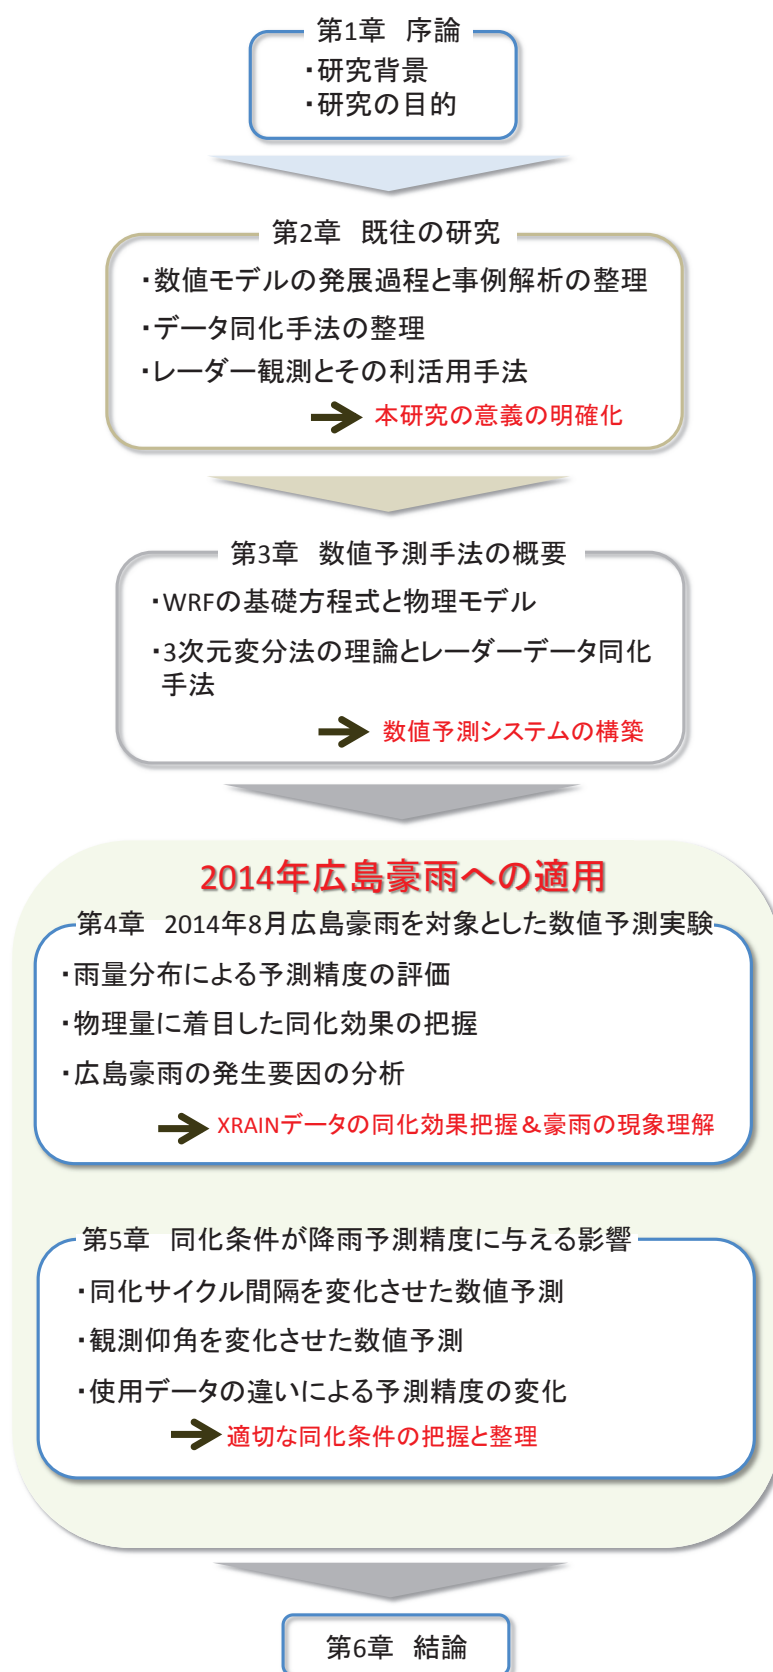 第1章 序論
・研究背景
・研究の目的
第2章 既往の研究
・数値モデルの発展過程と事例解析の整理
・データ同化手法の整理
・レーダー観測とその利活用手法
本研究の意義の明確化
第3章 数値予測手法の概要
・WRFの基礎方程式と物理モデル
・3次元変分法の理論とレーダーデータ同化
手法
数値予測システムの構築
2014年広島豪雨への適用
第4章 2014年8月広島豪雨を対象とした数値予測実験
・雨量分布による予測精度の評価
・物理量に着目した同化効果の把握
・広島豪雨の発生要因の分析
XRAINデータの同化効果把握＆豪雨の現象理解
第5章 同化条件が降雨予測精度に与える影響
・同化サイクル間隔を変化させた数値予測
・観測仰角を変化させた数値予測
・使用データの違いによる予測精度の変化
適切な同化条件の把握と整理
第6章 結論